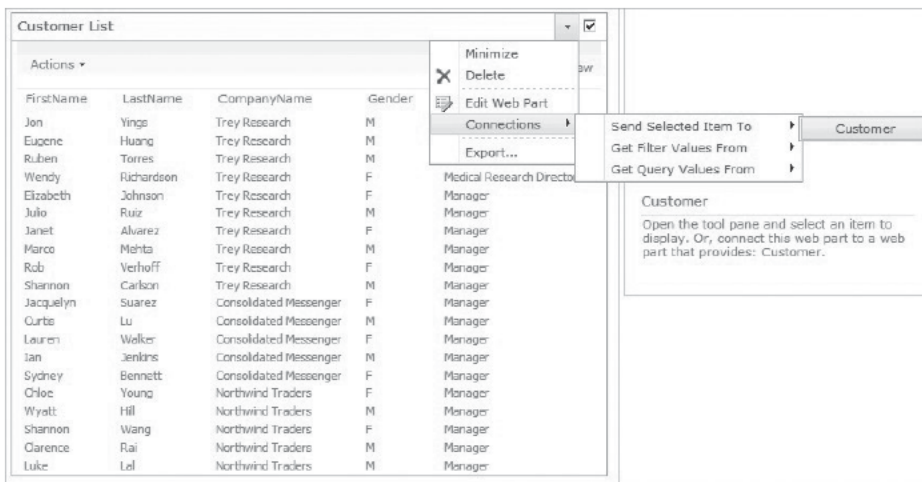 Customer List
Minimize
Delete
Edit Web Part
Connections
Export...
Send Selected Item To
Get Filter Values From
Get Query Values From
Customer
Actions
FirstName LastName CompanyName Gender
Jon Yings Trey Research M
Eugene Huang Trey Research M
Ruben Torres Trey Research M
Wendy Richardson Trey Research F Medical Research Director
Elizabeth Johnson Trey Research F Manager
Julio Ruiz Trey Research M Manager
Janet Alvarez Trey Research F Manager
Marco Mehta Trey Research M Manager
Rob Verhoff Trey Research F Manager
Shannon Carlson Trey Research M Manager
Jacquelyn Suarez Consolidated Messenger F Manager
Curtis Lu Consolidated Messenger M Manager
Lauren Walker Consolidated Messenger F Manager
Ian Jenkins Consolidated Messenger M Manager
Sydney Bennett Consolidated Messenger F Manager
Chloe Young Northwind Traders F Manager
Wyatt Hill Northwind Traders M Manager
Shannon Wang Northwind Traders F Manager
Clarence Rai Northwind Traders M Manager
Luke Lal Northwind Traders M Manager
Customer
Open the tool pane and select an item to
display. Or, connect this web part to a web
part that provides: Customer.